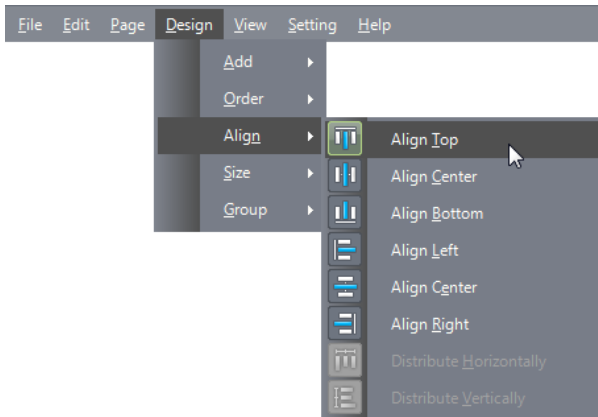 File Edit Page Design View Setting Help
Add
Order
Align
Size
Group
Align Top
Align Center
Align Bottom
Align Left
Align Center
Align Right
Distribute Horizontally
Distribute Vertically